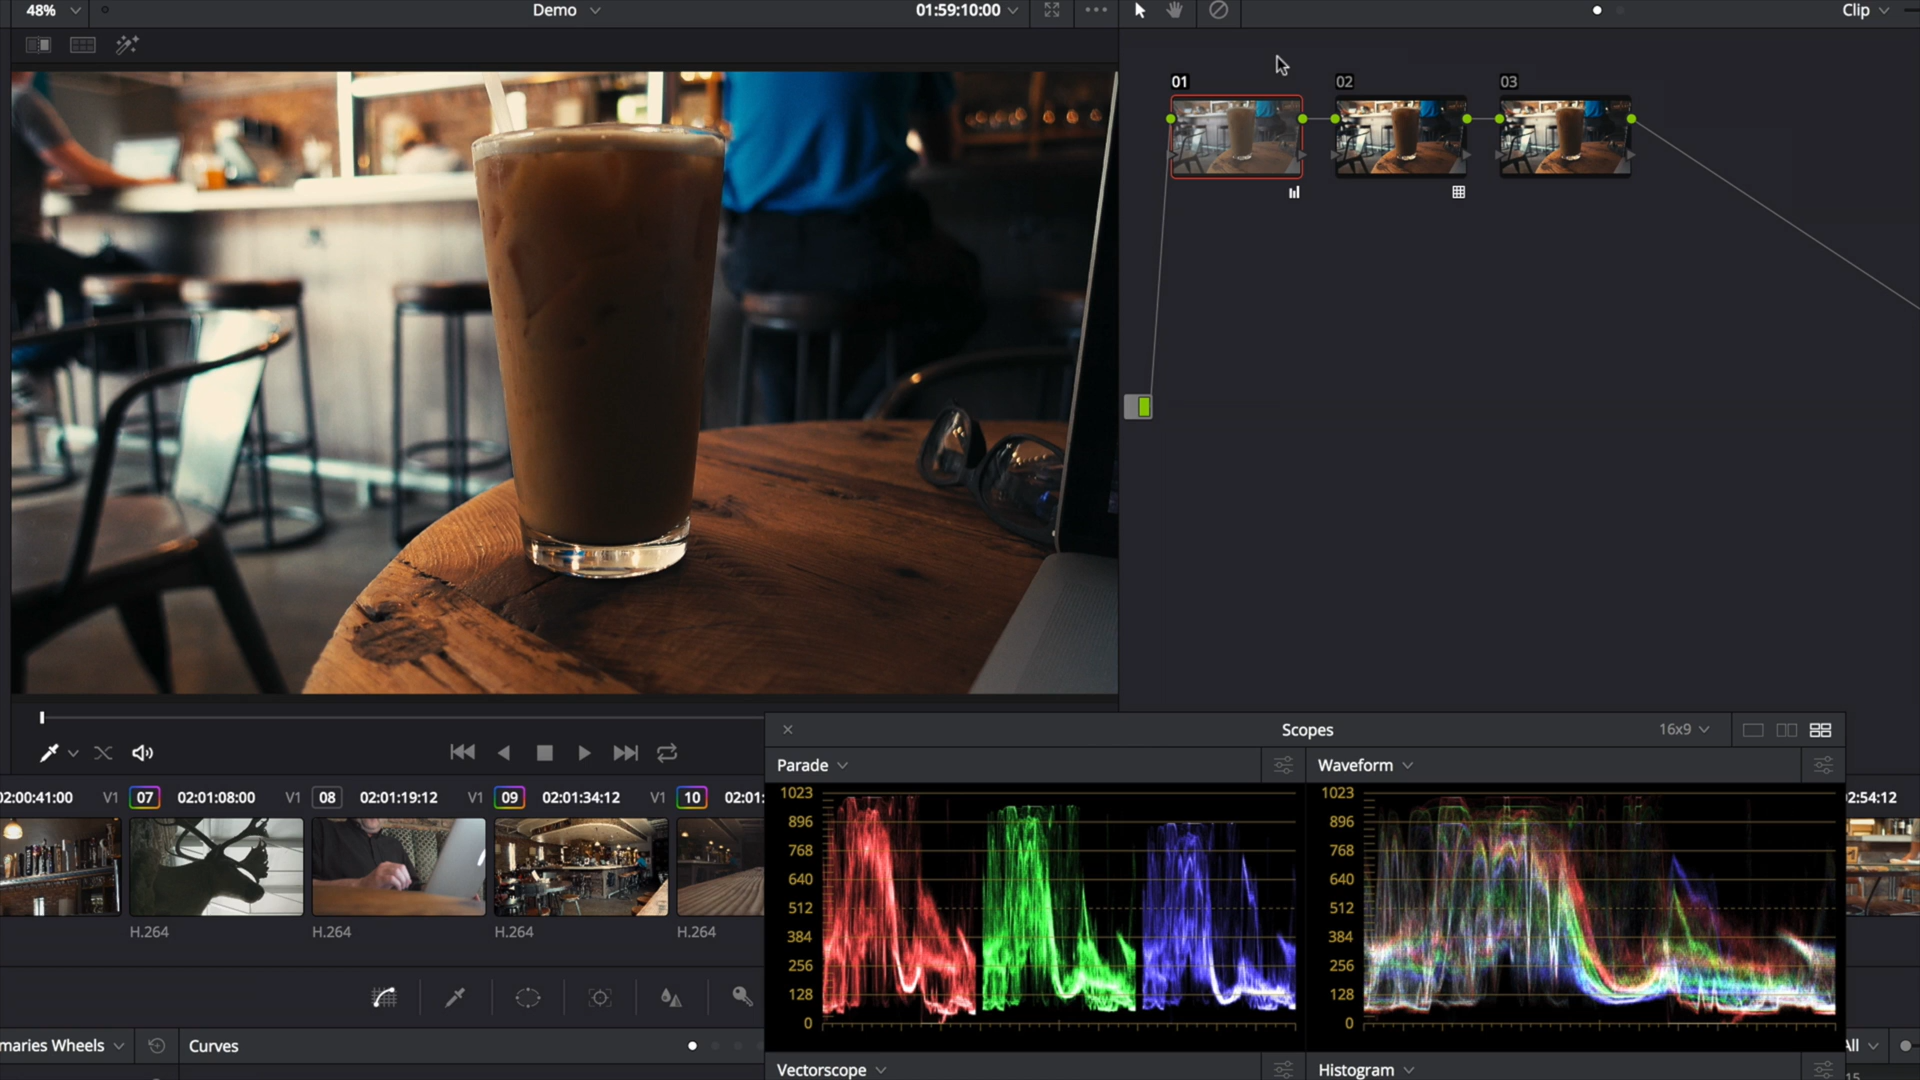 48%
Demo
01:59:10:00
Clip
01
02
03
Scopes
16x9
Parade
Waveform
1023
896
768
640
512
384
256
128
0
1023
896
768
640
512
384
256
128
0
02:00:41:00
V1 07 02:01:08:00
V1 08 02:01:19:12
V1 09 02:01:34:12
V1 10 02:01:
2:54:12
H.264
H.264
H.264
H.264
maries Wheels
Curves
All
Vectorscope
Histogram
15